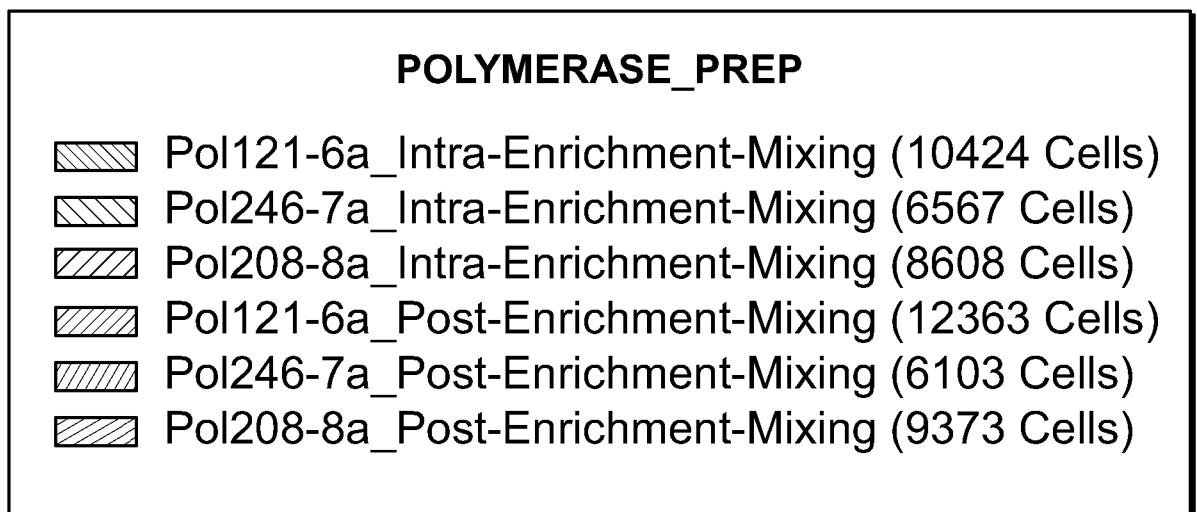 POLYMERASE_PREP
Pol121-6a_Intra-Enrichment-Mixing (10424 Cells)
Pol246-7a_Intra-Enrichment-Mixing (6567 Cells)
Pol208-8a_Intra-Enrichment-Mixing (8608 Cells)
Pol121-6a_Post-Enrichment-Mixing (12363 Cells)
Pol246-7a_Post-Enrichment-Mixing (6103 Cells)
Pol208-8a_Post-Enrichment-Mixing (9373 Cells)